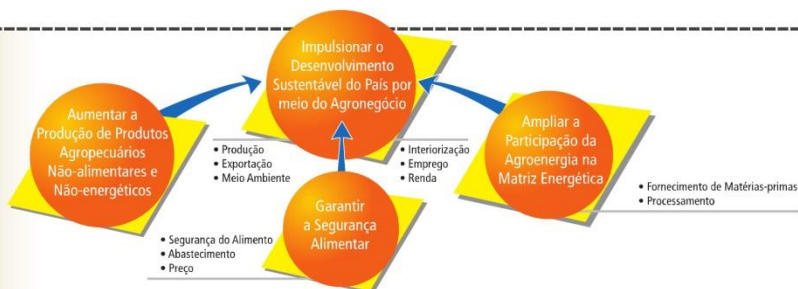 Impulsionar o
Desenvolvimento
Sustentável do País por
meio do Agronegócio
• Produção
• Exportação
• Meio Ambiente
• Interiorização
• Emprego
• Renda
Aumentar a
Produção de Produtos
Agropecuários
Não-alimentares e
Não-energéticos
Garantir
a Segurança
Alimentar
• Segurança do Alimento
• Abastecimento
• Preço
Ampliar a
Participação da
Agroenergia na
Matriz Energética
• Fornecimento de Matérias-primas
• Processamento